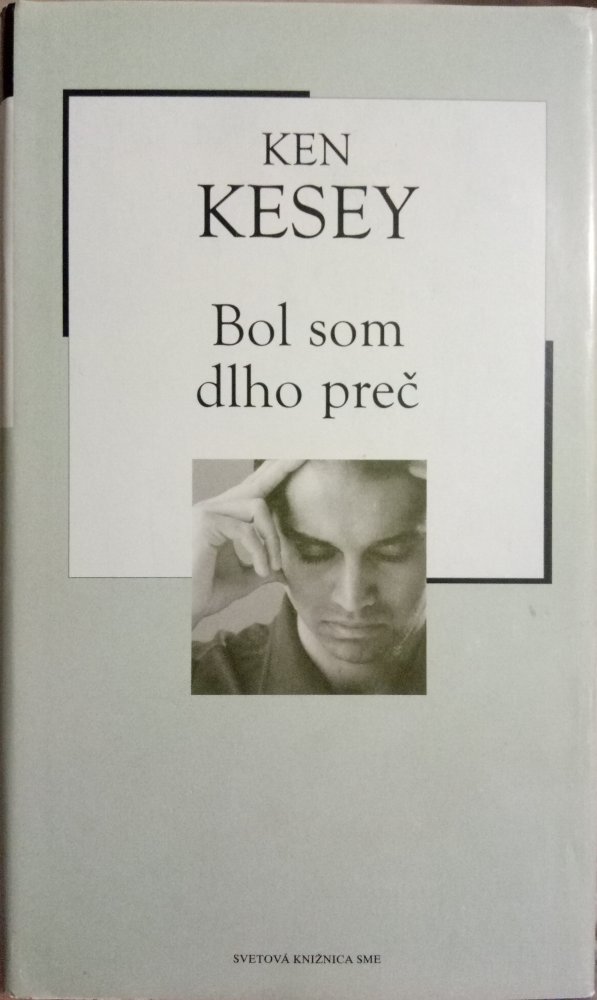 KEN
KESEY
Bol som
dlho preč
SVETOVÁ KNIŽNICA SME